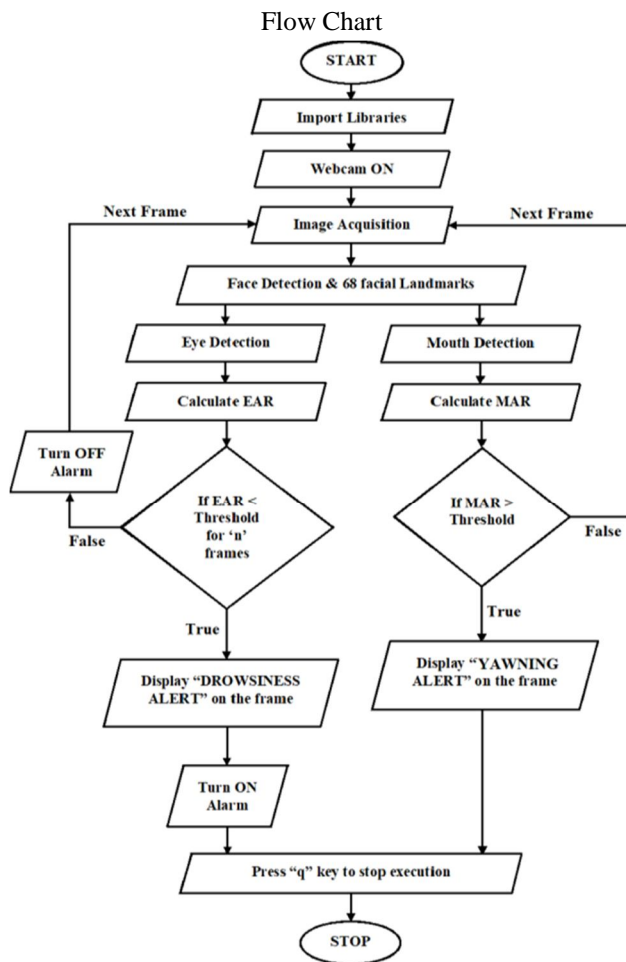 Flow Chart
START
Import Libraries
Webcam ON
Next Frame
Next Frame
Image Acquisition
Face Detection & 68 facial Landmarks
Eye Detection
Mouth Detection
Calculate EAR
Calculate MAR
Turn OFF
Alarm
If EAR <
Threshold
for ‘n’
frames
If MAR >
Threshold
False
False
True
True
Display “DROWSINESS
ALERT” on the frame
Display “YAWNING
ALERT” on the frame
Turn ON
Alarm
Press “q” key to stop execution
STOP